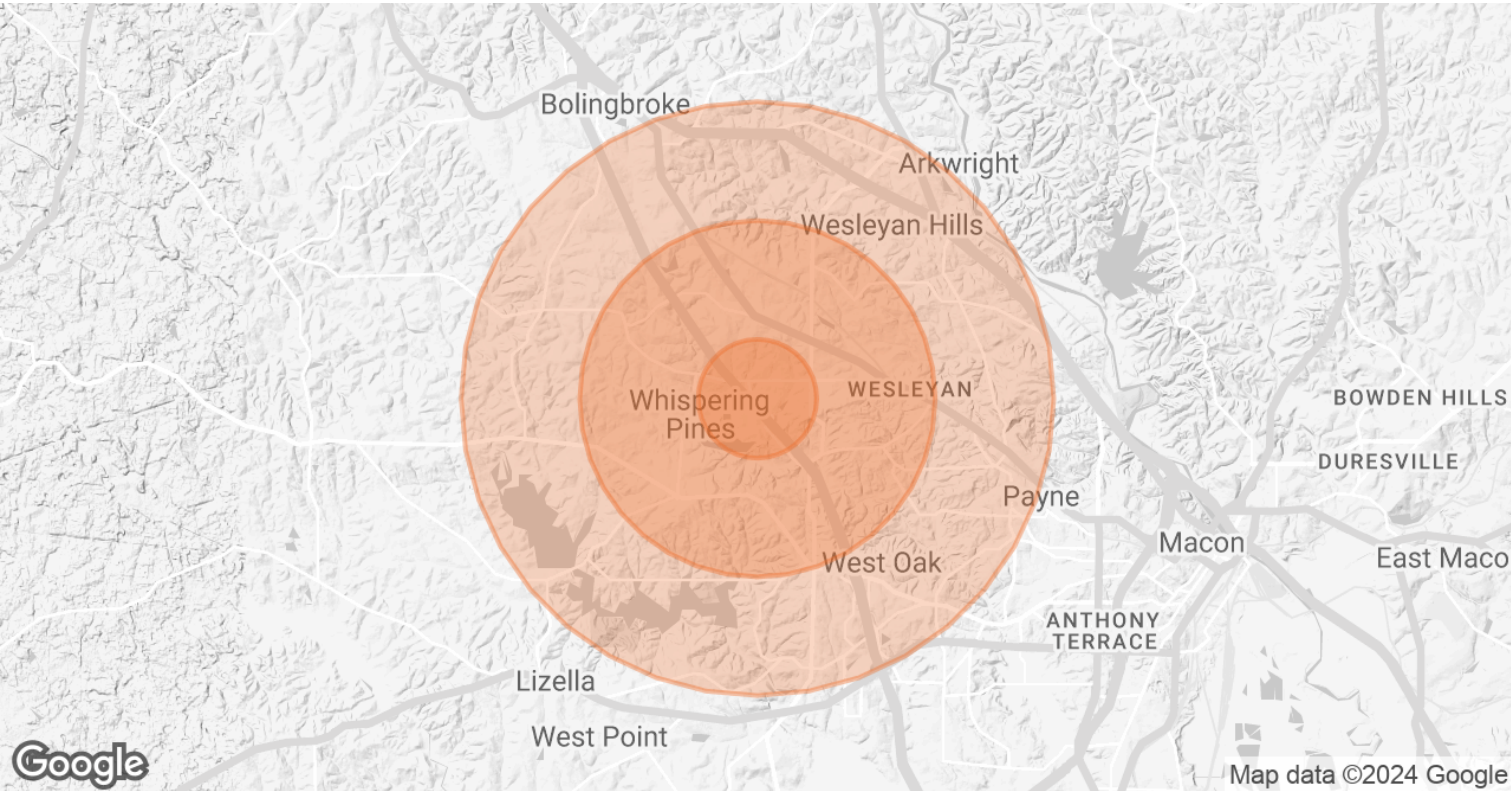 Bolingbroke
Arkwright
Wesleyan Hills
WESLEYAN
Whispering
Pines
BOWDEN HILLS
DURESVILLE
Payne
Macon
West Oak
East Maco
ANTHONY
TERRACE
Lizella
West Point
Google
Map data ©2024 Google